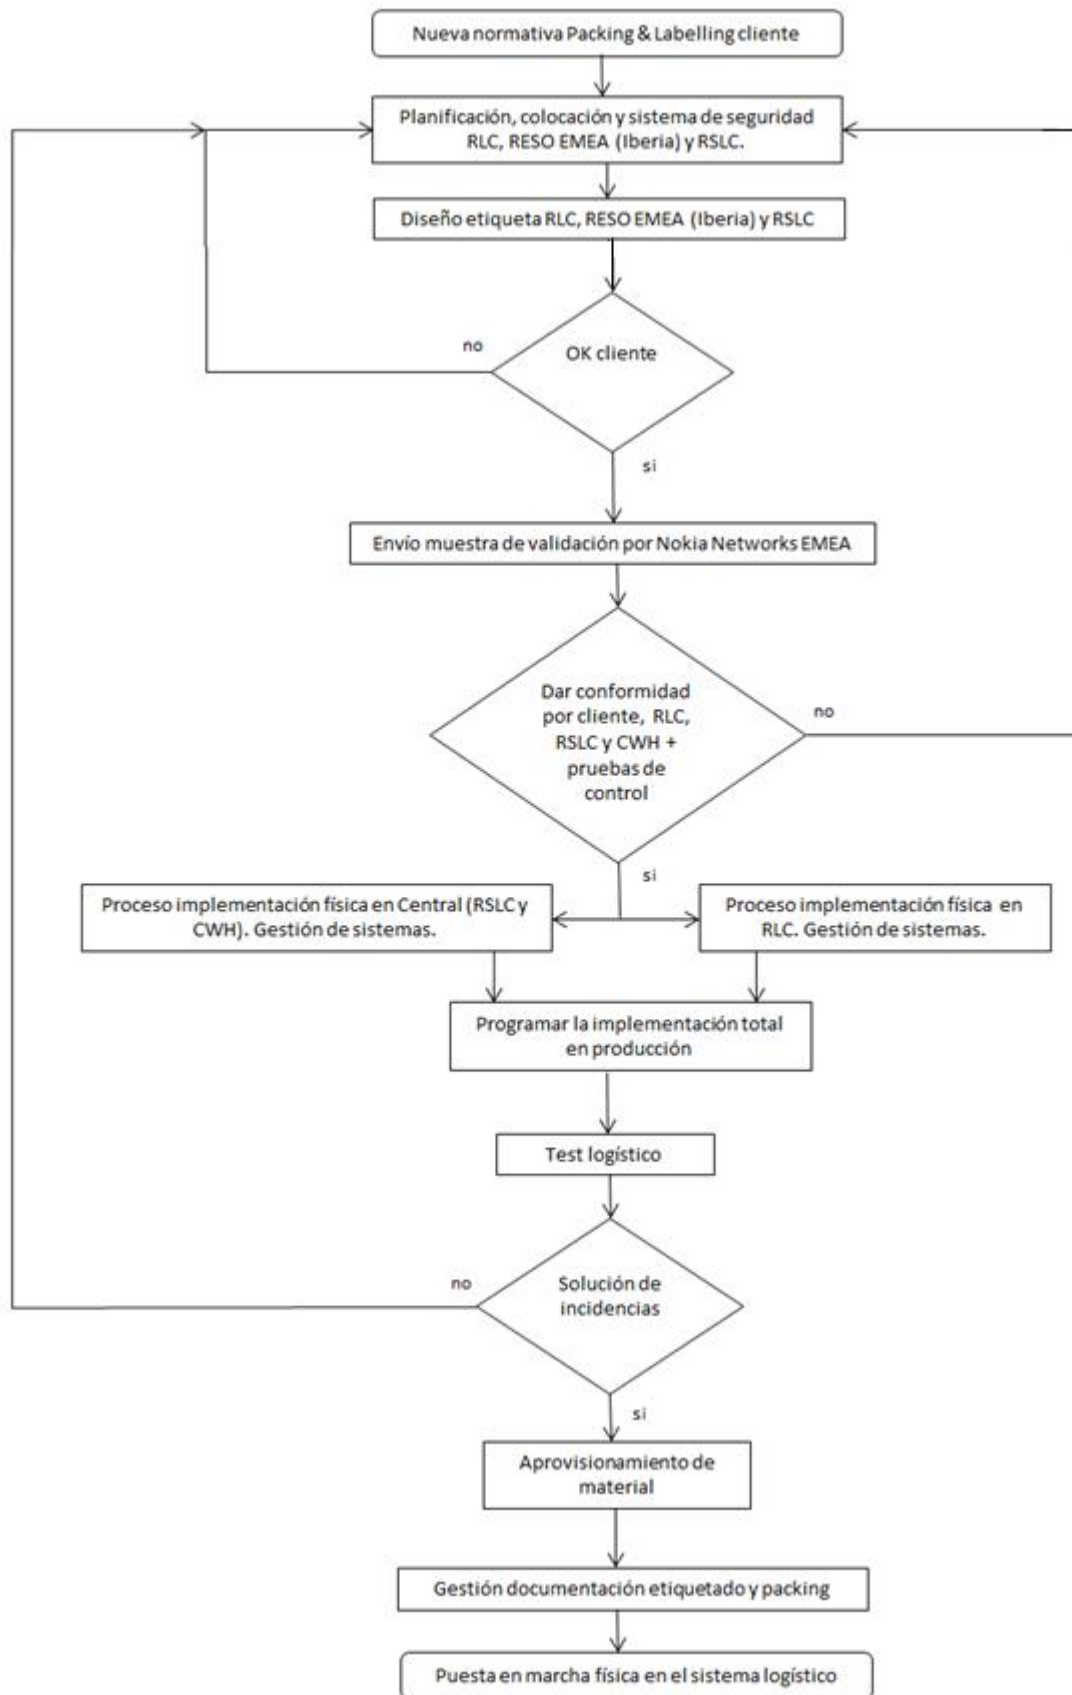 Nueva normativa Packing & Labelling cliente
Planificación, colocación y sistema de seguridad
RLC, RESO EMEA (Iberia) y RSLC.
Diseño etiqueta RLC, RESO EMEA (Iberia) y RSLC
no
OK cliente
si
Envío muestra de validación por Nokia Networks EMEA
Dar conformidad
por cliente, RLC,
RSLC y CWH +
pruebas de
control
no
si
Proceso implementación física en Central (RSLC y
CWH). Gestión de sistemas.
Proceso implementación física en
RLC. Gestión de sistemas.
Programar la implementación total
en producción
Test logístico
no
Solución de
incidencias
si
Aprovisionamiento de
material
Gestión documentación etiquetado y packing
Puesta en marcha física en el sistema logístico